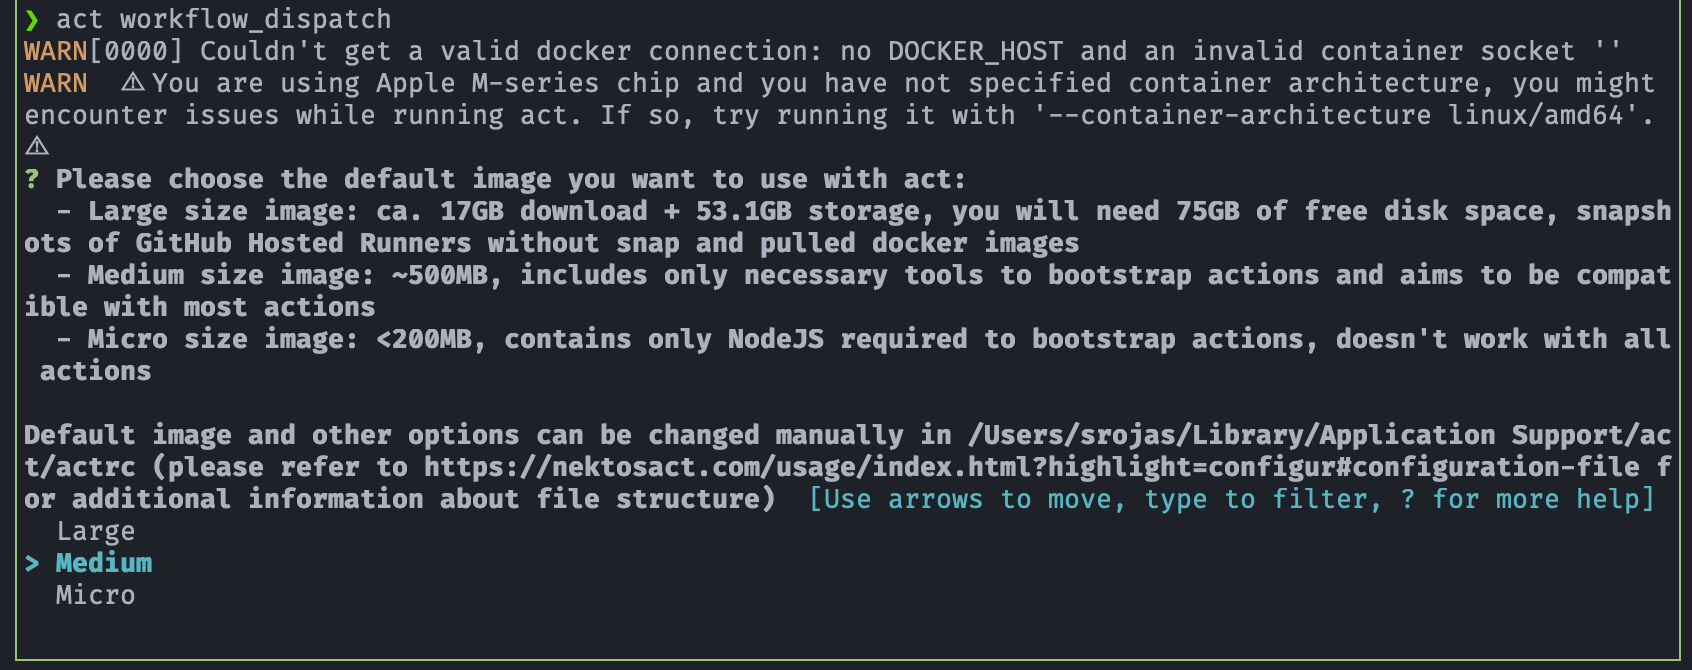 ❯ act workflow_dispatch
WARN[0000] Couldn't get a valid docker connection: no DOCKER_HOST and an invalid container socket ''
WARN  ⚠ You are using Apple M-series chip and you have not specified container architecture, you might
encounter issues while running act. If so, try running it with '--container-architecture linux/amd64'.
⚠
? Please choose the default image you want to use with act:
  - Large size image: ca. 17GB download + 53.1GB storage, you will need 75GB of free disk space, snapsh
ots of GitHub Hosted Runners without snap and pulled docker images
  - Medium size image: ~500MB, includes only necessary tools to bootstrap actions and aims to be compat
ible with most actions
  - Micro size image: <200MB, contains only NodeJS required to bootstrap actions, doesn't work with all
 actions
Default image and other options can be changed manually in /Users/srojas/Library/Application Support/ac
t/actrc (please refer to https://nektosact.com/usage/index.html?highlight=configur#configuration-file f
or additional information about file structure)  [Use arrows to move, type to filter, ? for more help]
  Large
> Medium
  Micro